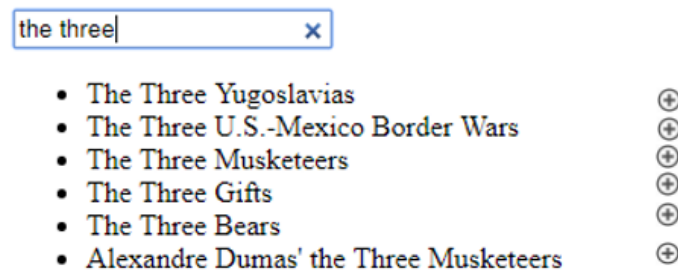 the three
The Three Yugoslavias
The Three U.S.-Mexico Border Wars
The Three Musketeers
The Three Gifts
The Three Bears
Alexandre Dumas' the Three Musketeers